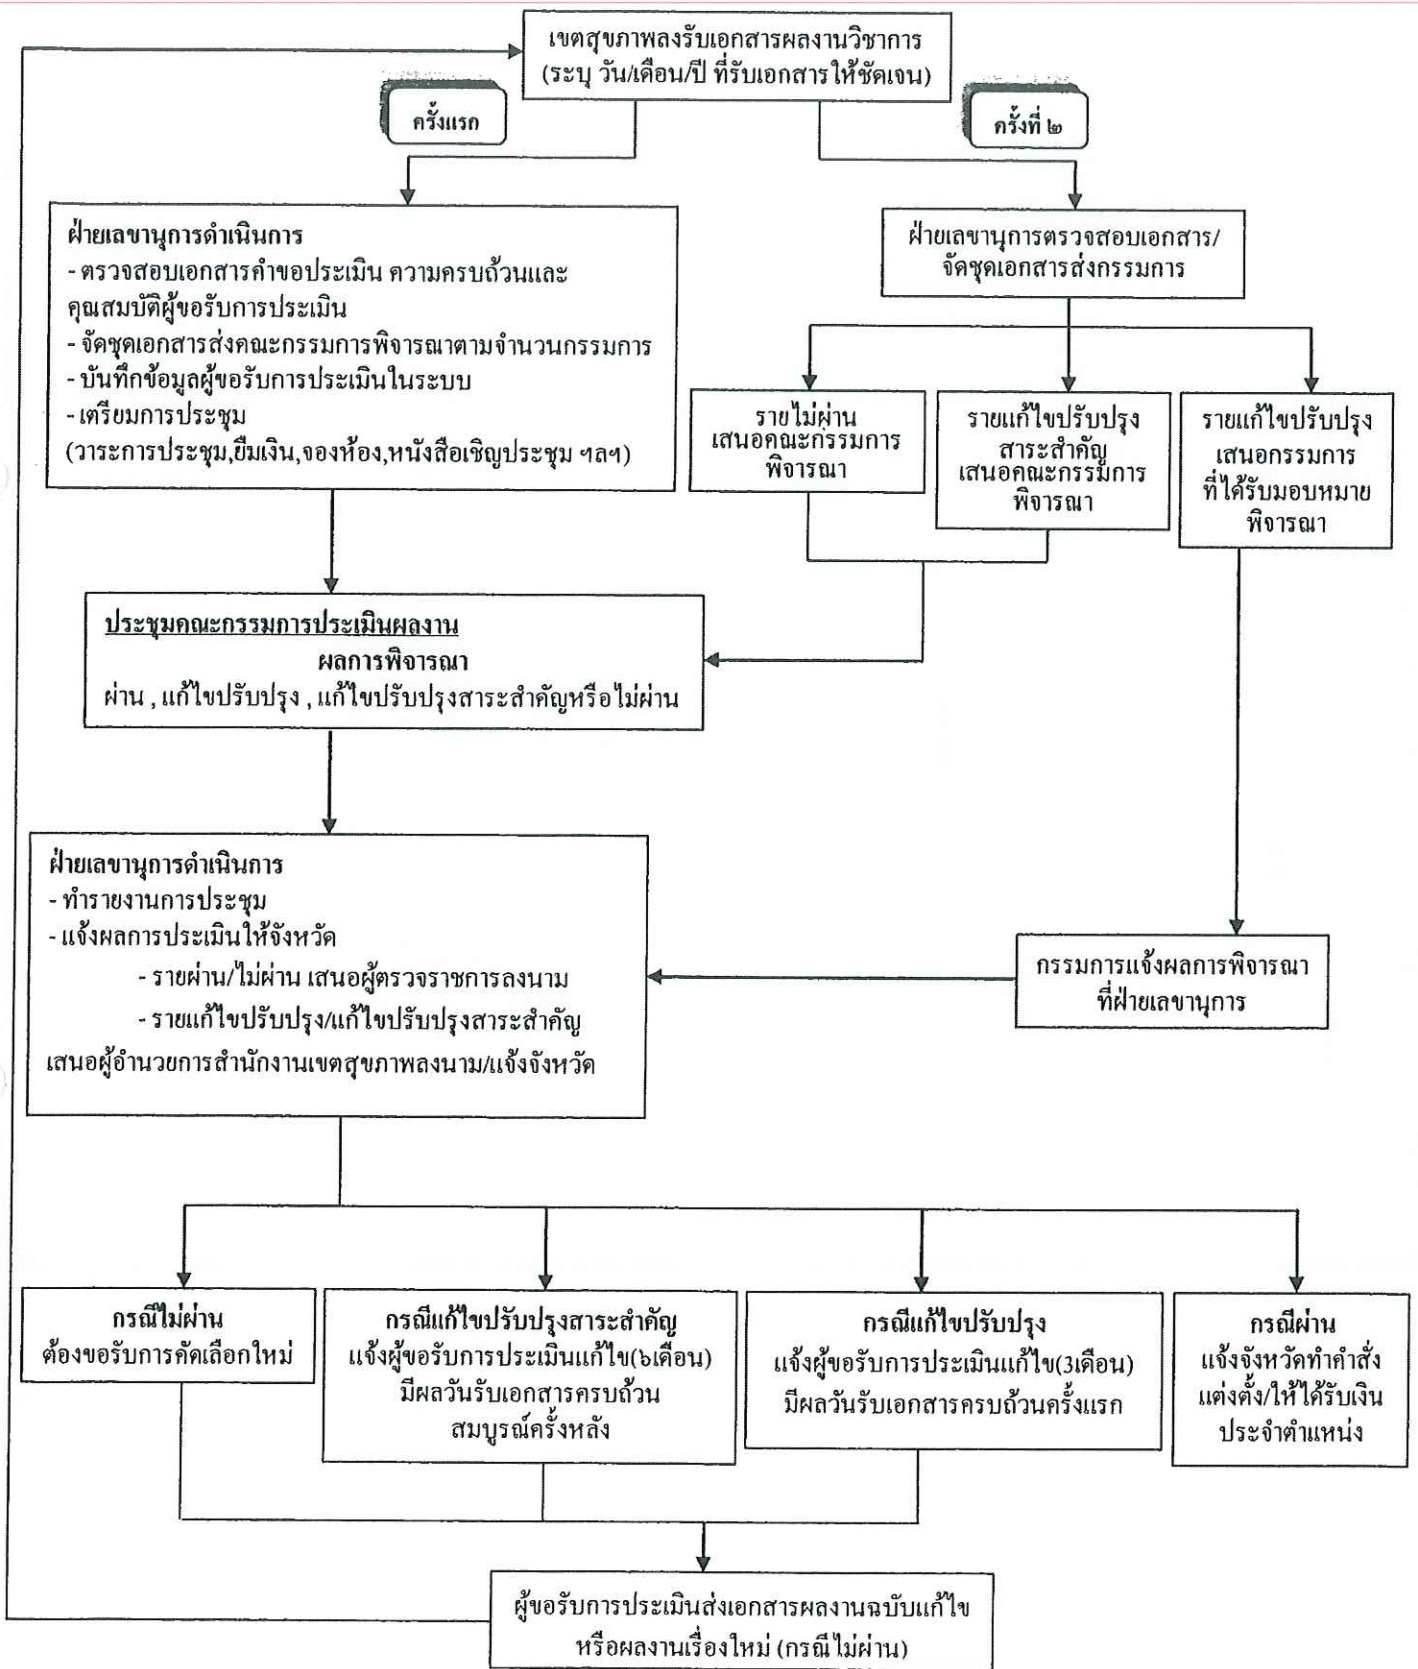 เขตสุขภาพลงรับเอกสารผลงานวิชาการ
(ระบุ วัน/เดือน/ปี ที่รับเอกสารให้ชัดเจน)
ครั้งแรก
ครั้งที่ ๒
ฝ่ายเลขานุการดำเนินการ
- ตรวจสอบเอกสารคำขอประเมิน ความครบถ้วนและ
คุณสมบัติผู้ขอรับการประเมิน
- จัดชุดเอกสารส่งคณะกรรมการพิจารณาตามจำนวนกรรมการ
- บันทึกข้อมูลผู้ขอรับการประเมินในระบบ
- เตรียมการประชุม
(วาระการประชุม,ยืมเงิน,จองห้อง,หนังสือเชิญประชุม ฯลฯ)
ฝ่ายเลขานุการตรวจสอบเอกสาร/
จัดชุดเอกสารส่งกรรมการ
รายไม่ผ่าน
เสนอคณะกรรมการ
พิจารณา
รายแก้ไขปรับปรุง
สาระสำคัญ
เสนอคณะกรรมการ
พิจารณา
รายแก้ไขปรับปรุง
เสนอกรรมการ
ที่ได้รับมอบหมาย
พิจารณา
ประชุมคณะกรรมการประเมินผลงาน
ผลการพิจารณา
ผ่าน , แก้ไขปรับปรุง , แก้ไขปรับปรุงสาระสำคัญหรือไม่ผ่าน
ฝ่ายเลขานุการดำเนินการ
- ทำรายงานการประชุม
- แจ้งผลการประเมินให้จังหวัด
- รายผ่าน/ไม่ผ่าน เสนอผู้ตรวจราชการลงนาม
- รายแก้ไขปรับปรุง/แก้ไขปรับปรุงสาระสำคัญ
เสนอผู้อำนวยการสำนักงานเขตสุขภาพลงนาม/แจ้งจังหวัด
กรรมการแจ้งผลการพิจารณา
ที่ฝ่ายเลขานุการ
กรณีไม่ผ่าน
ต้องขอรับการคัดเลือกใหม่
กรณีแก้ไขปรับปรุงสาระสำคัญ
แจ้งผู้ขอรับการประเมินแก้ไข(๖เดือน)
มีผลวันรับเอกสารครบถ้วน
สมบูรณ์ครั้งหลัง
กรณีแก้ไขปรับปรุง
แจ้งผู้ขอรับการประเมินแก้ไข(3เดือน)
มีผลวันรับเอกสารครบถ้วนครั้งแรก
กรณีผ่าน
แจ้งจังหวัดทำคำสั่ง
แต่งตั้ง/ให้ได้รับเงิน
ประจำตำแหน่ง
ผู้ขอรับการประเมินส่งเอกสารผลงานฉบับแก้ไข
หรือผลงานเรื่องใหม่ (กรณีไม่ผ่าน)